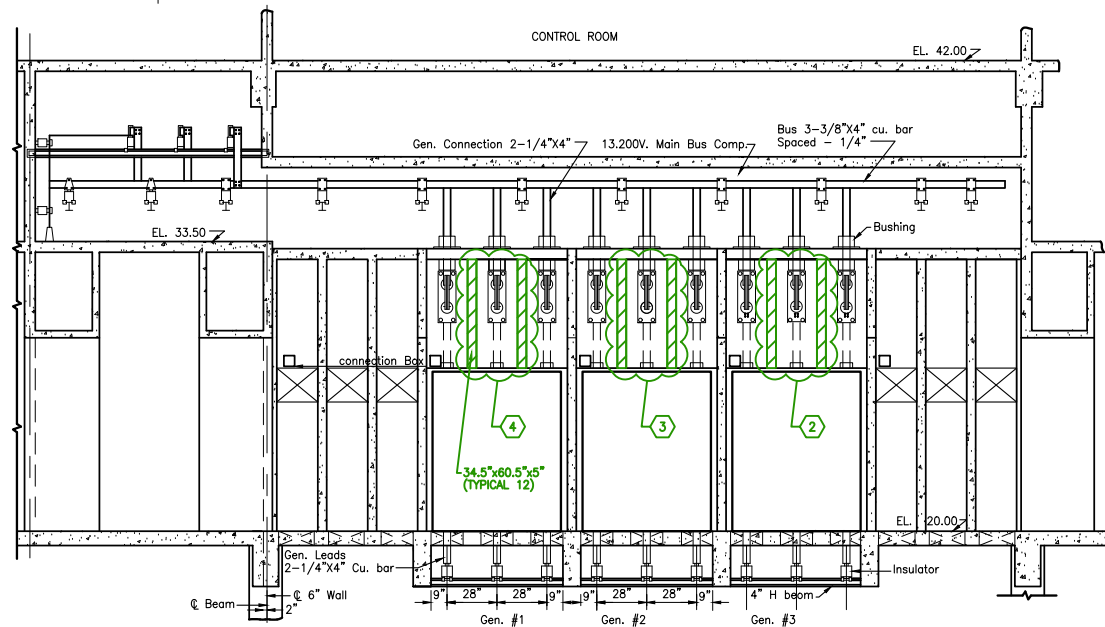 CONTROL ROOM
EL. 42.00
Gen. Connection 2-1/4"X4"
13.200V. Main Bus Comp.
Bus 3-3/8"X4" cu. bar
Spaced - 1/4"
EL. 33.50
Bushing
connection Box
4
3
2
34.5"x60.5"x5"
(TYPICAL 12)
EL. 20.00
Gen. Leads
2-1/4"X4" Cu. bar
Insulator
℄ 6" Wall
4" H beom
℄ Beam
2"
9" 28" 28" 9" 9" 28" 28" 9"
Gen. #1
Gen. #2
Gen. #3